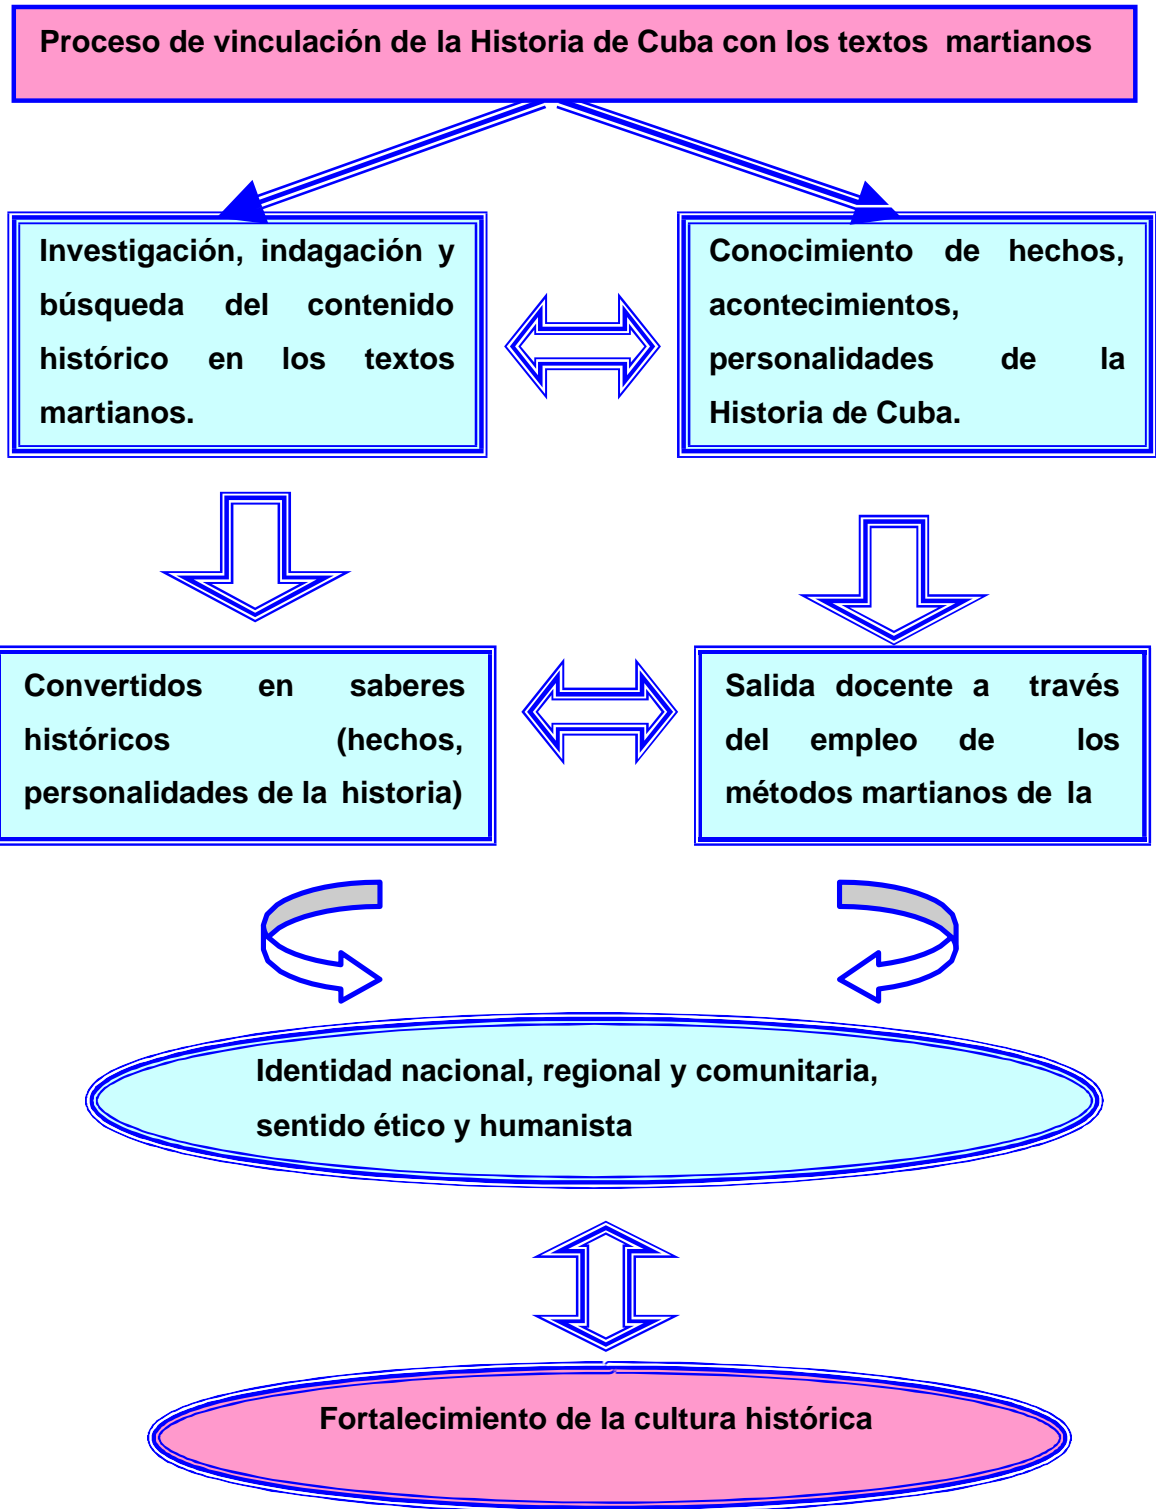 Proceso de vinculación de la Historia de Cuba con los textos martianos
Investigación, indagación y
búsqueda del contenido
histórico en los textos
martianos.
Conocimiento de hechos,
acontecimientos,
personalidades de la
Historia de Cuba.
Convertidos en saberes
históricos (hechos,
personalidades de la historia)
Salida docente a través
del empleo de los
métodos martianos de la
Identidad nacional, regional y comunitaria,
sentido ético y humanista
Fortalecimiento de la cultura histórica